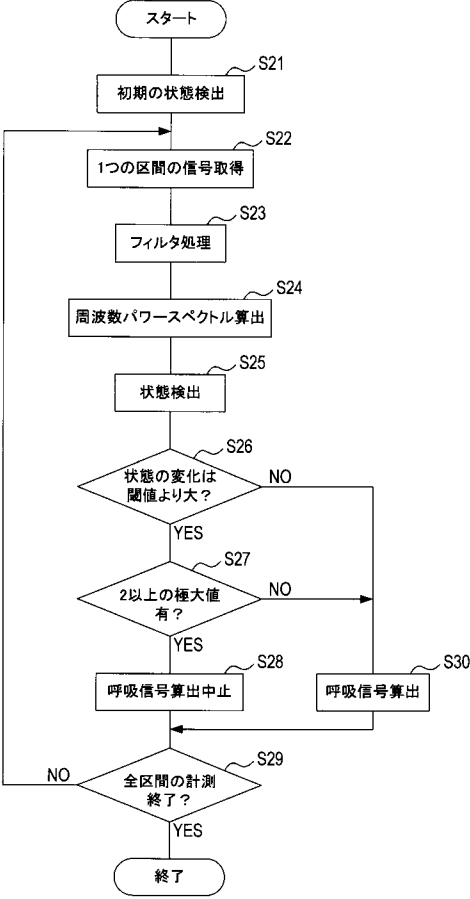 スタート
S21
初期の状態検出
S22
1つの区間の信号取得
S23
フィルタ処理
S24
周波数パワースペクトル算出
S25
状態検出
S26
状態の変化は
閾値より大?
NO
YES
S27
2以上の極大値
有?
NO
YES
S28
呼吸信号算出中止
S30
呼吸信号算出
S29
全区間の計測
終了?
NO
YES
終了